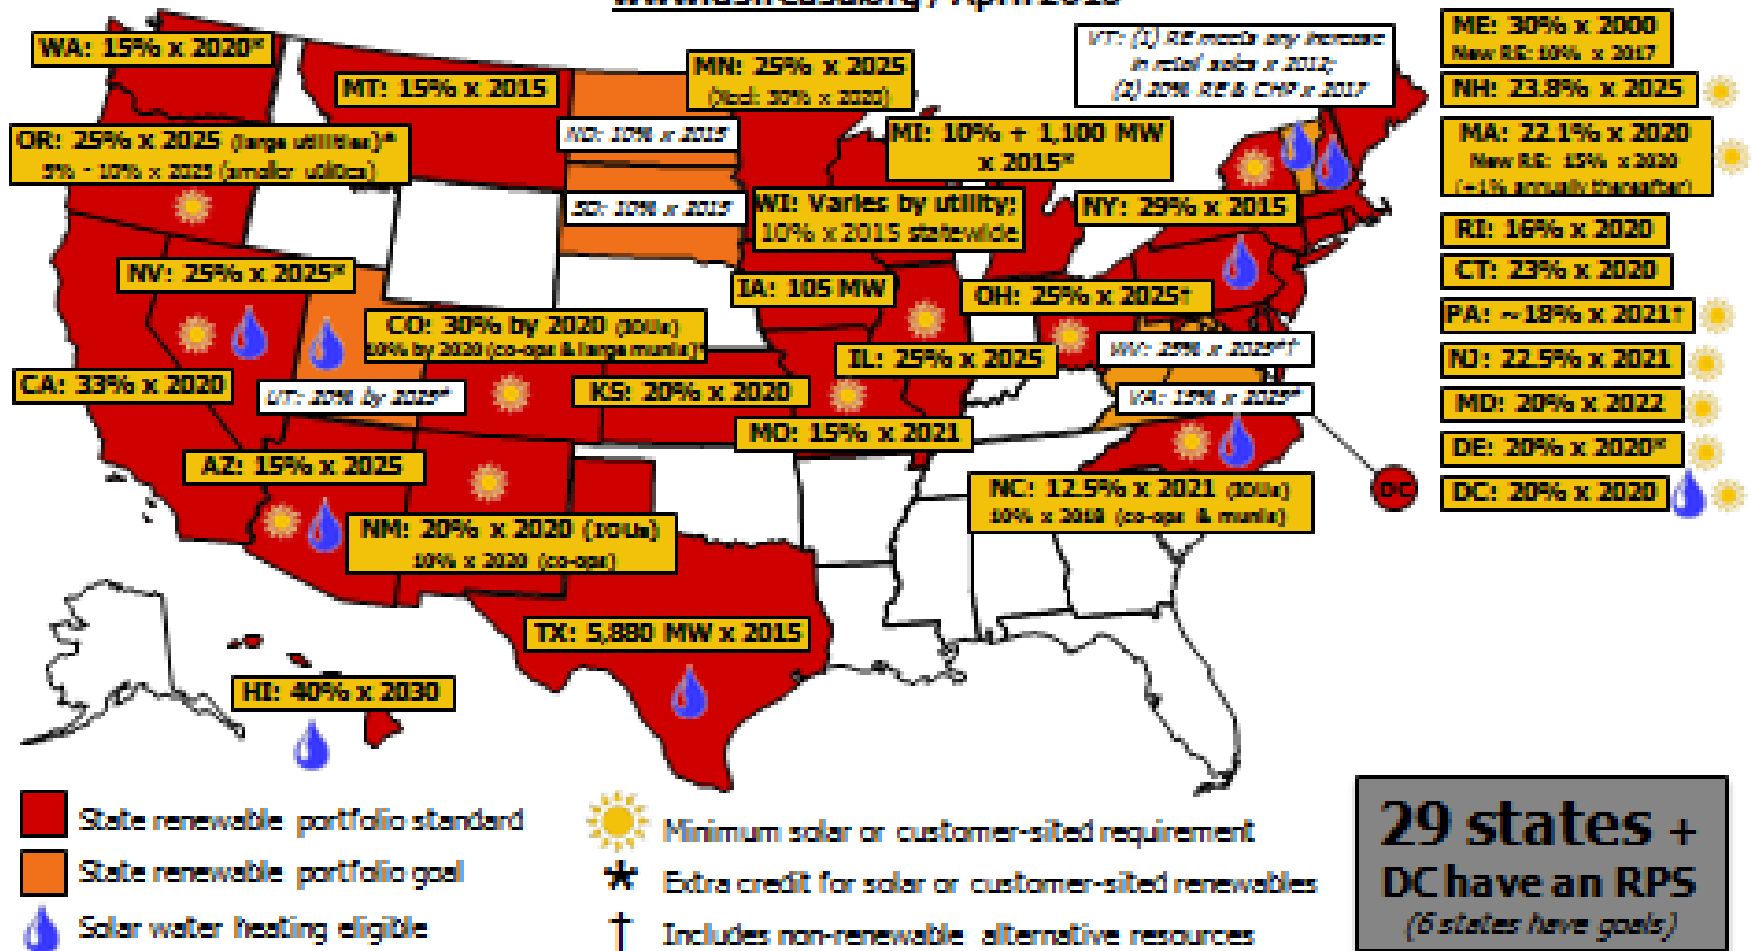 April 2010
WA: 15% x 2020*
MT: 15% x 2015
MN: 25% x 2025
(Xcel: 30% x 2020)
VT: (1) RE meets any increase
in retail sales x 2012;
(2) 20% RE & CHP x 2017
ME: 30% x 2000
New RE: 10% x 2017
NH: 23.8% x 2025
OR: 25% x 2025 (large utilities)*
5% - 10% x 2025 (smaller utilities)
ND: 10% x 2015
MI: 10% + 1,100 MW
x 2015*
MA: 22.1% x 2020
New RE: 15% x 2020
(+1% annually thereafter)
SD: 10% x 2015
WI: Varies by utility;
10% x 2015 statewide
NY: 29% x 2015
RI: 16% x 2020
NV: 25% x 2025*
IA: 105 MW
OH: 25% x 2025†
CT: 23% x 2020
CO: 30% by 2020 (IOUs)
10% by 2020 (co-ops & large munis)*
IL: 25% x 2025
WV: 25% x 2025*†
PA: ~18% x 2021†
NJ: 22.5% x 2021
CA: 33% x 2020
UT: 20% by 2025*
KS: 20% x 2020
VA: 15% x 2025*
MD: 20% x 2022
MO: 15% x 2021
DE: 20% x 2020*
AZ: 15% x 2025
NC: 12.5% x 2021 (IOUs)
10% x 2018 (co-ops & munis)
DC
DC: 20% x 2020
NM: 20% x 2020 (IOUs)
10% x 2020 (co-ops)
TX: 5,880 MW x 2015
HI: 40% x 2030
State renewable portfolio standard
State renewable portfolio goal
Solar water heating eligible
Minimum solar or customer-sited requirement
* Extra credit for solar or customer-sited renewables
† Includes non-renewable alternative resources
29 states +
DC have an RPS
(6 states have goals)